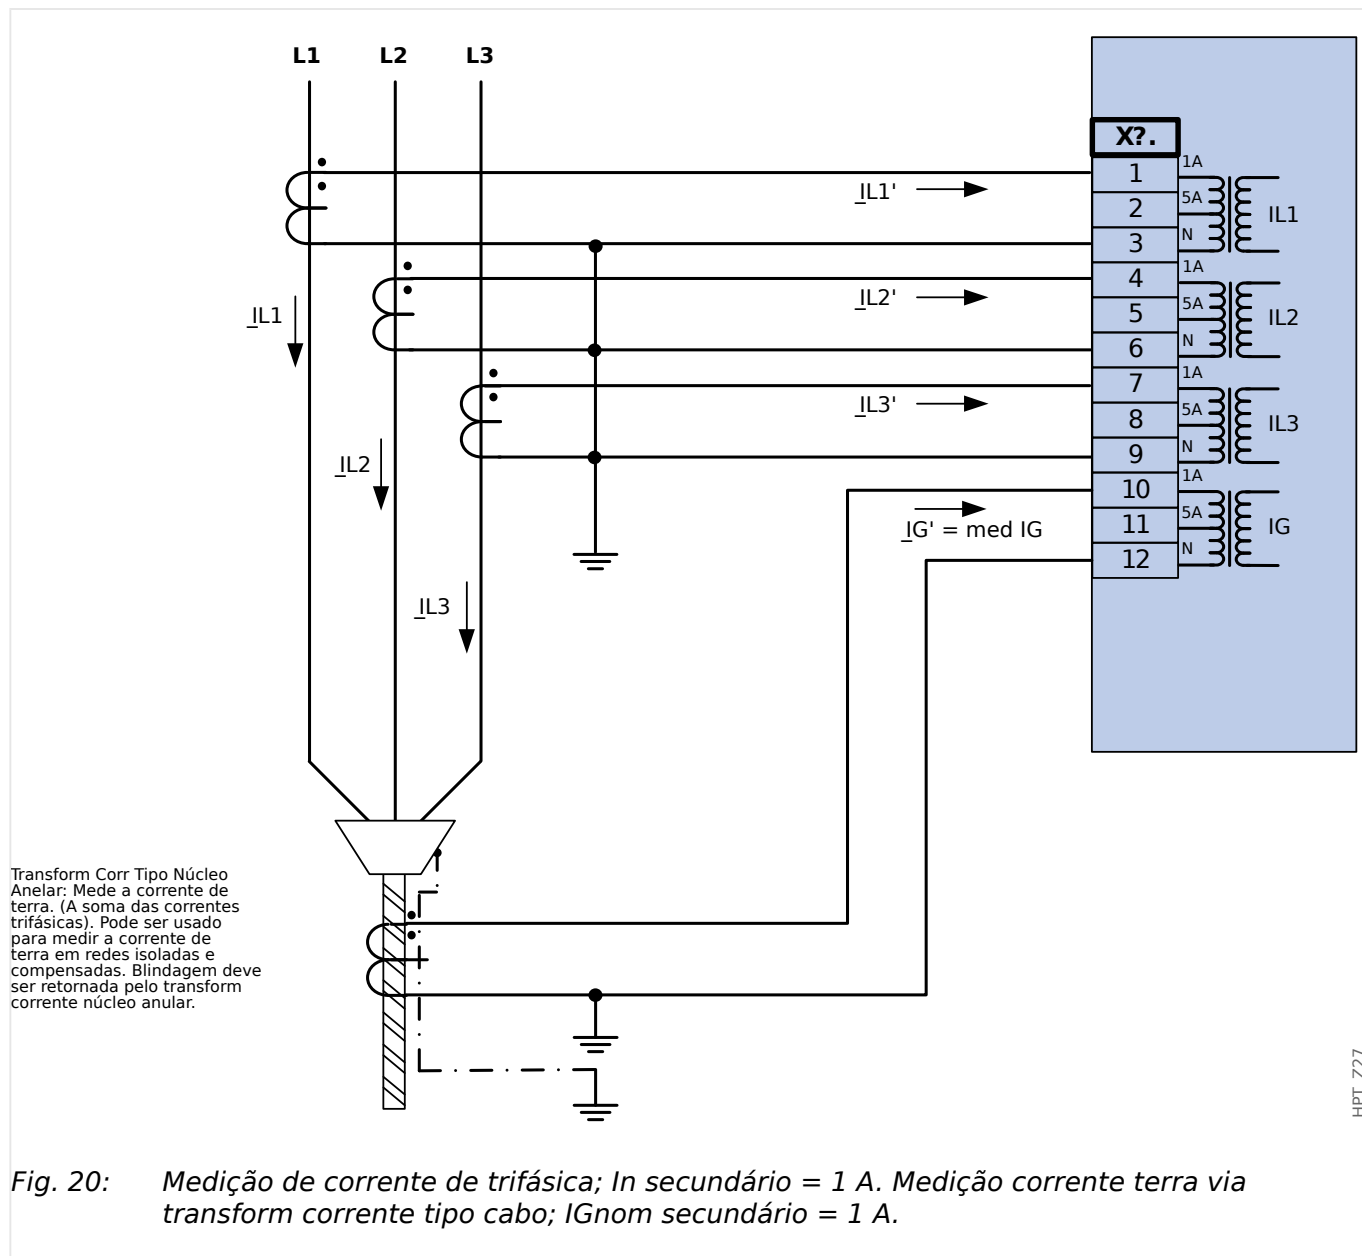 L1 L2 L3
X?.
1 1A
2 5A
3 N
IL1
4 1A
5 5A
6 N
IL2
7 1A
8 5A
9 N
IL3
10 1A
11 5A
12 N
IG
IL1'
IL2'
IL3'
IG' = med IG
IL1
IL2
IL3
Transform Corr Tipo Núcleo
Anelar: Mede a corrente de
terra. (A soma das correntes
trifásicas). Pode ser usado
para medir a corrente de
terra em redes isoladas e
compensadas. Blindagem deve
ser retornada pelo transform
corrente núcleo anular.
HPT_Z27
Fig. 20: Medição de corrente de trifásica; In secundário = 1 A. Medição corrente terra via
transform corrente tipo cabo; IGnom secundário = 1 A.